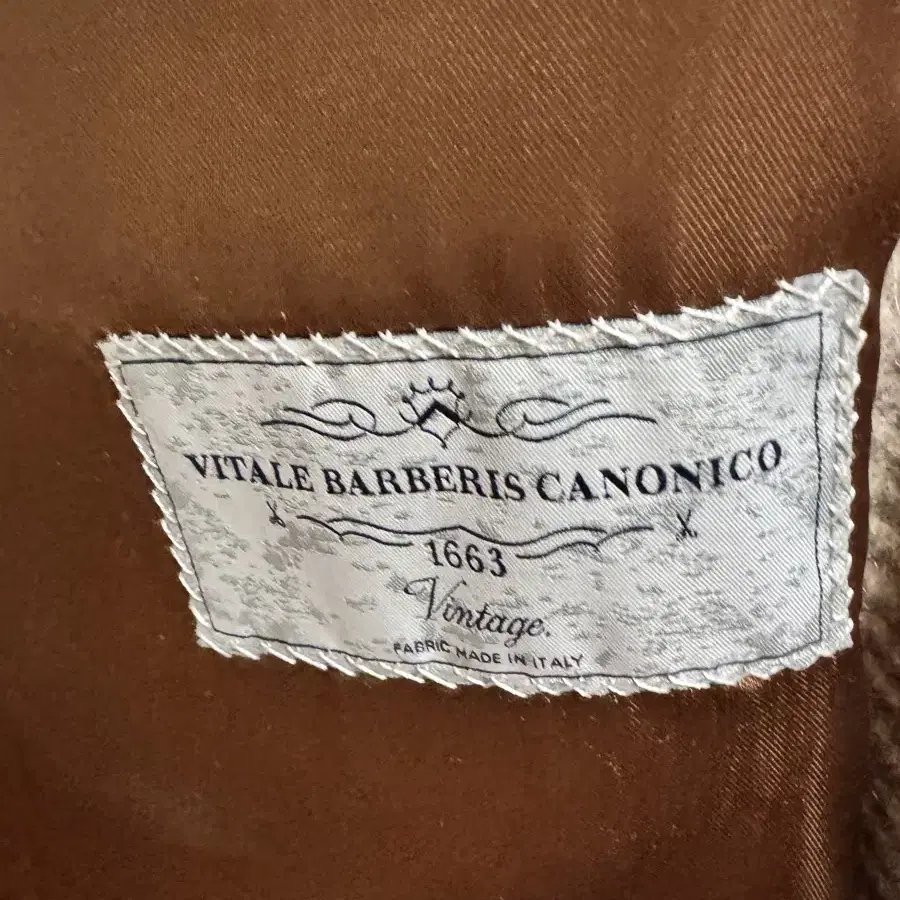 VITALE BARBERIS CANONICO
1663
Vintage.
FABRIC MADE IN ITALY